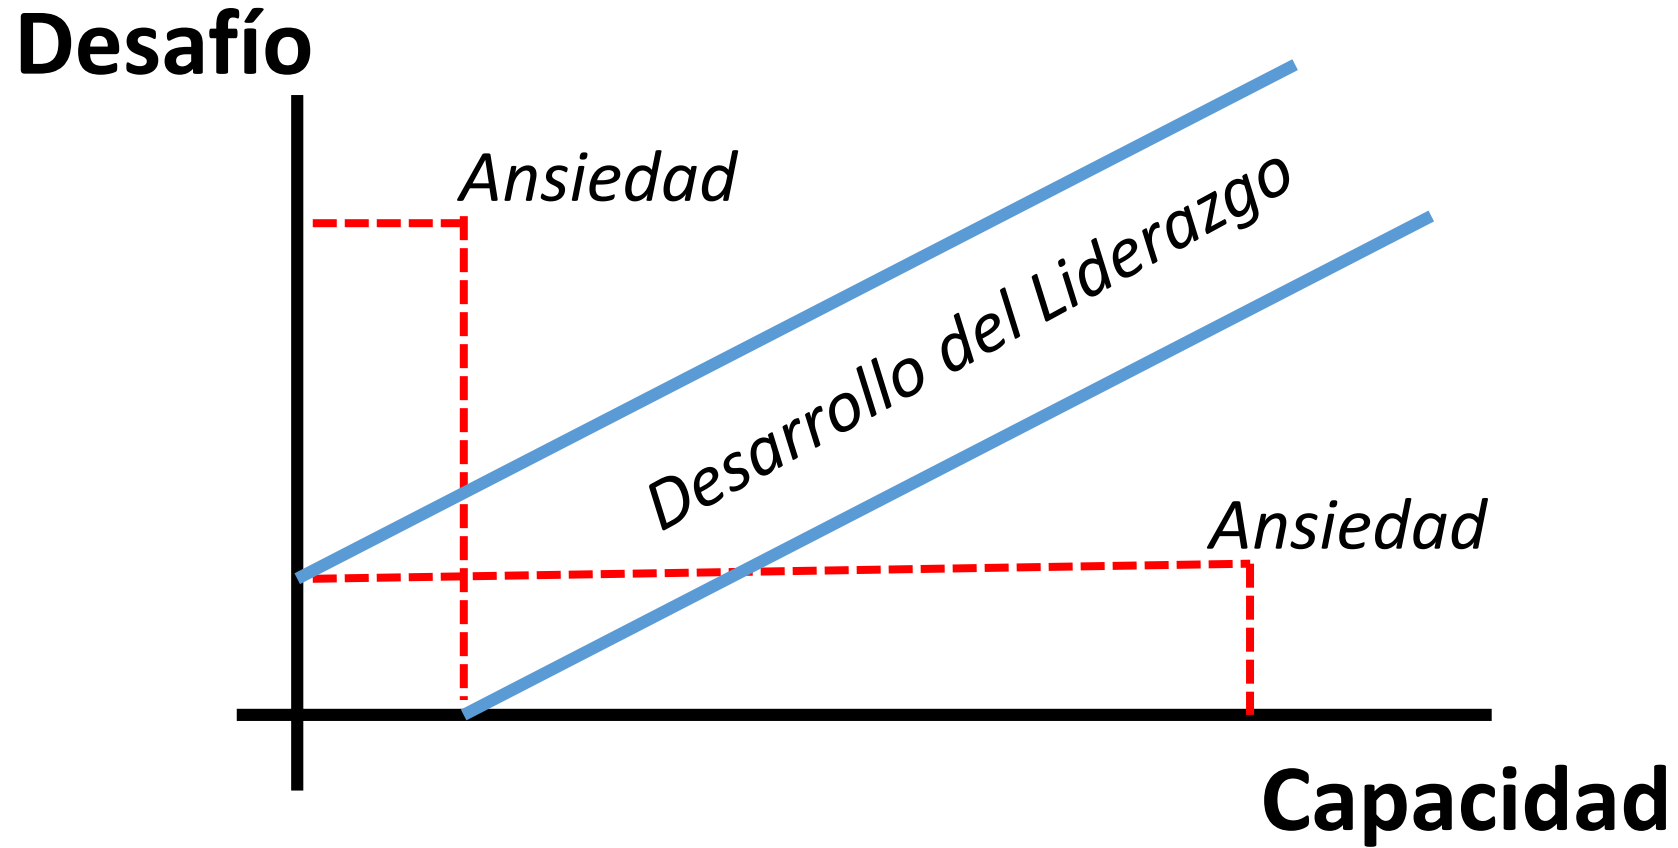 Desafío
Ansiedad
Desarrollo del Liderazgo
Ansiedad
Capacidad